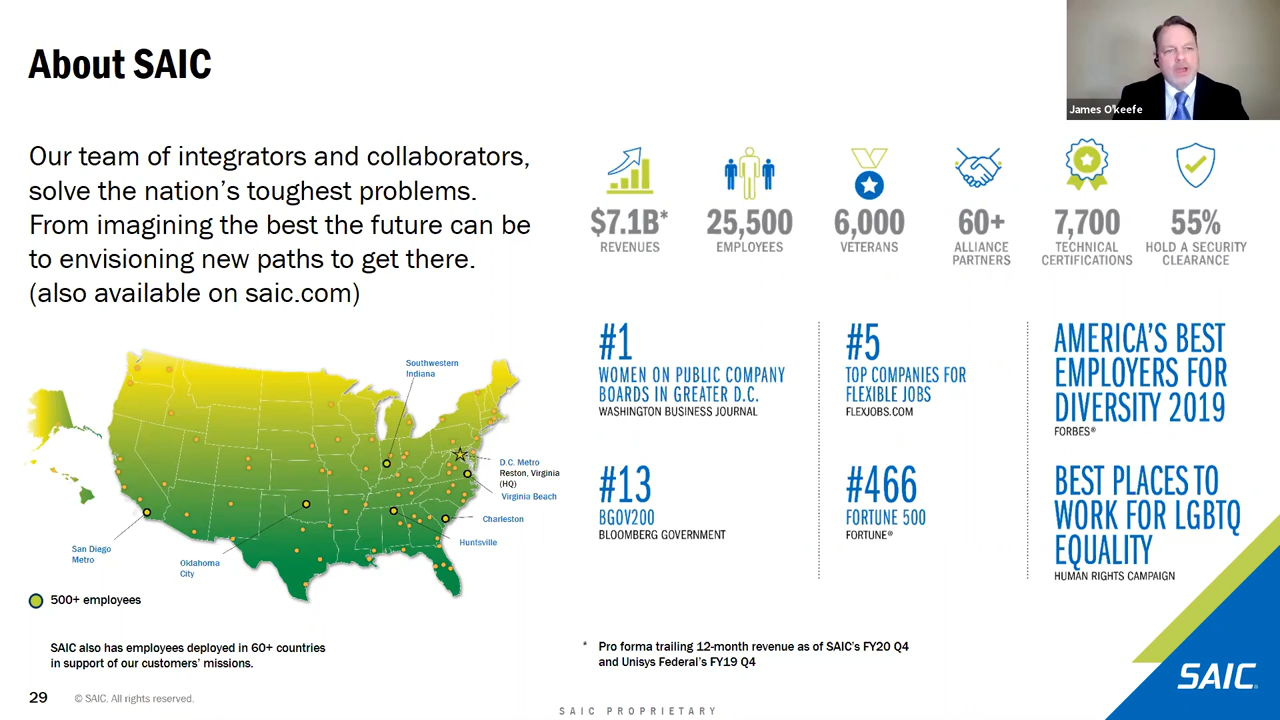 About SAIC
James O'keefe
Our team of integrators and collaborators,
solve the nation's toughest problems.
From imagining the best the future can be
to envisioning new paths to get there.
(also available on saic.com)
$7.1B*
REVENUES
25,500
EMPLOYEES
6,000
VETERANS
60+
ALLIANCE
PARTNERS
7,700
TECHNICAL
CERTIFICATIONS
55%
HOLD A SECURITY
CLEARANCE
#1
WOMEN ON PUBLIC COMPANY
BOARDS IN GREATER D.C.
WASHINGTON BUSINESS JOURNAL
#5
TOP COMPANIES FOR
FLEXIBLE JOBS
FLEXJOBS.COM
AMERICA'S BEST
EMPLOYERS FOR
DIVERSITY 2019
FORBES®
#13
BGOV200
BLOOMBERG GOVERNMENT
#466
FORTUNE 500
FORTUNE®
BEST PLACES TO
WORK FOR LGBTQ
EQUALITY
HUMAN RIGHTS CAMPAIGN
Southwestern
Indiana
D.C. Metro
Reston, Virginia
(HQ)
Virginia Beach
Charleston
Huntsville
San Diego
Metro
Oklahoma
City
500+ employees
SAIC also has employees deployed in 60+ countries
in support of our customers' missions.
* Pro forma trailing 12-month revenue as of SAIC's FY20 Q4
and Unisys Federal's FY19 Q4
29
© SAIC. All rights reserved.
SAIC PROPRIETARY
SAIC®